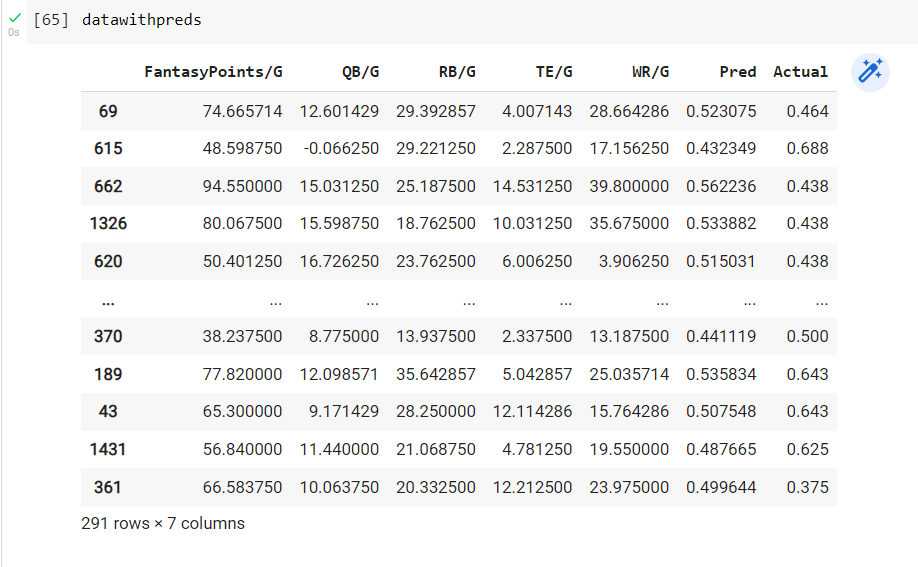 [65] datawithpreds
0s
FantasyPoints/G QB/G RB/G TE/G WR/G Pred Actual
69 74.665714 12.601429 29.392857 4.007143 28.664286 0.523075 0.464
615 48.598750 -0.066250 29.221250 2.287500 17.156250 0.432349 0.688
662 94.550000 15.031250 25.187500 14.531250 39.800000 0.562236 0.438
1326 80.067500 15.598750 18.762500 10.031250 35.675000 0.533882 0.438
620 50.401250 16.726250 23.762500 6.006250 3.906250 0.515031 0.438
... ... ... ... ... ... ... ...
370 38.237500 8.775000 13.937500 2.337500 13.187500 0.441119 0.500
189 77.820000 12.098571 35.642857 5.042857 25.035714 0.535834 0.643
43 65.300000 9.171429 28.250000 12.114286 15.764286 0.507548 0.643
1431 56.840000 11.440000 21.068750 4.781250 19.550000 0.487665 0.625
361 66.583750 10.063750 20.332500 12.212500 23.975000 0.499644 0.375
291 rows × 7 columns